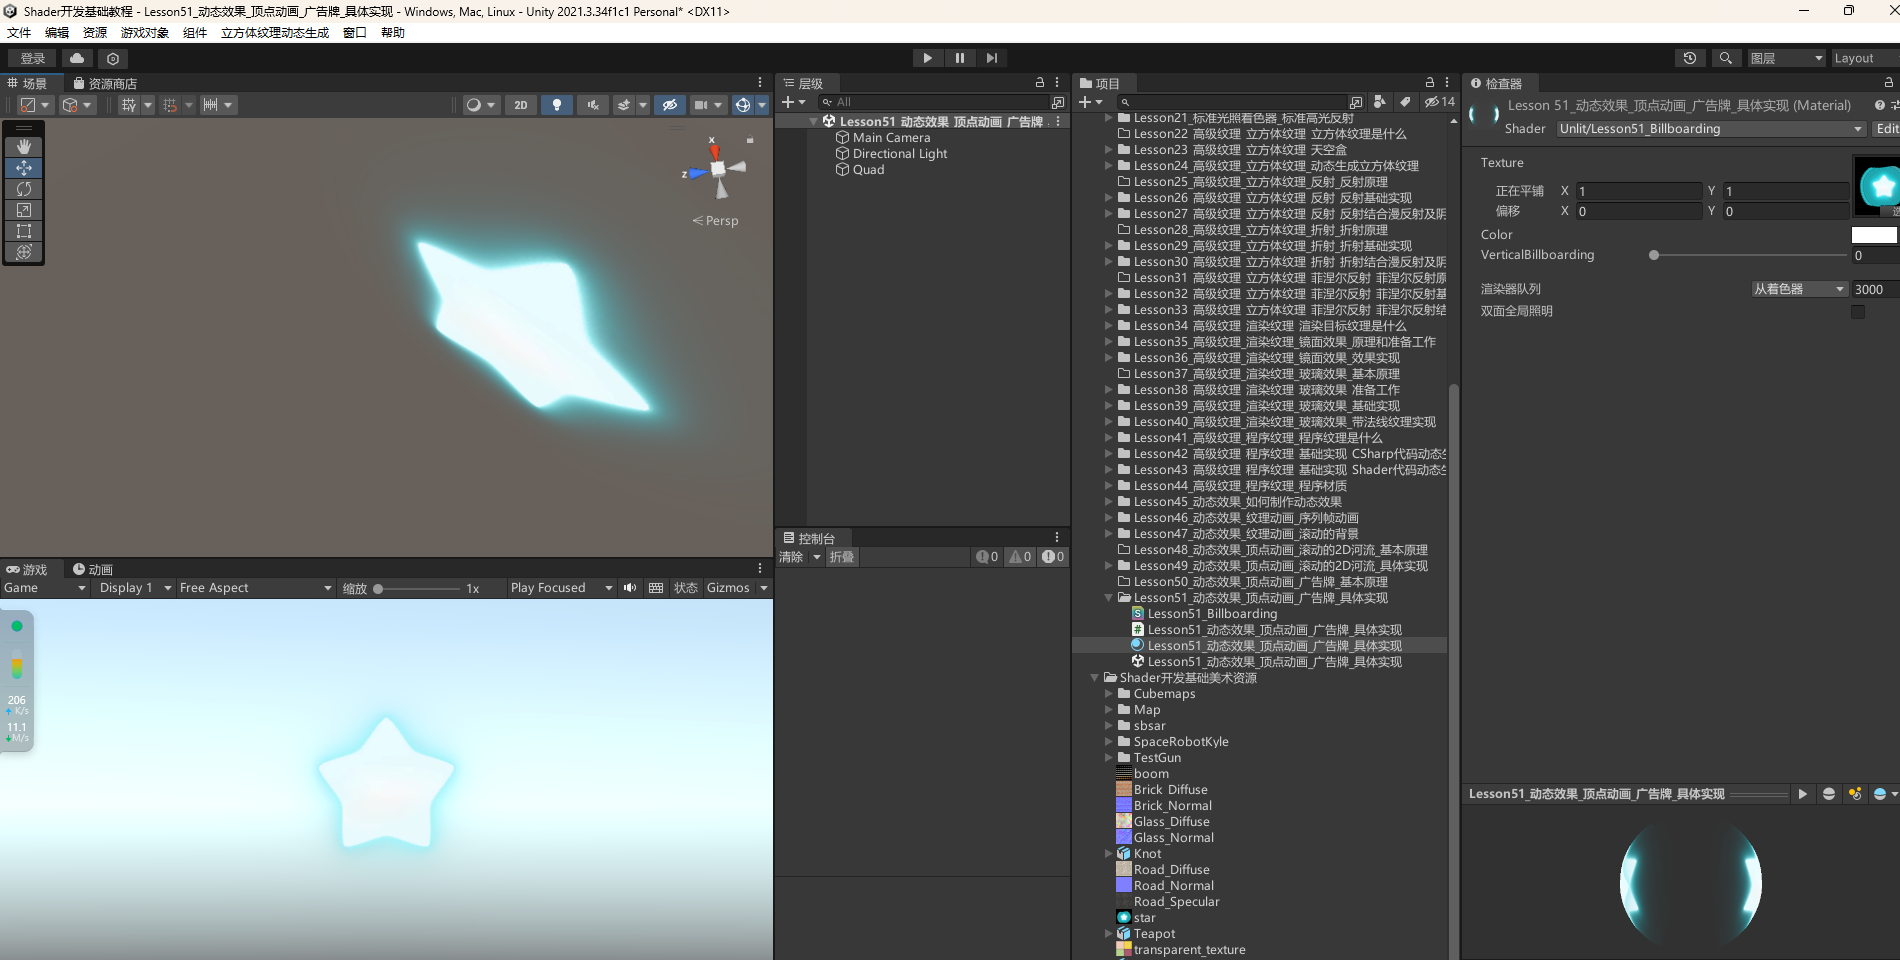 Shader开发基础教程 - Lesson51_动态效果_顶点动画_广告牌_具体实现 - Windows, Mac, Linux - Unity 2021.3.34f1c1 Personal* <DX11>
文件 编辑 资源 游戏对象 组件 立方体纹理动态生成 窗口 帮助
登录
图层
Layout
场景
资源商店
2D
x
z
Persp
游戏
动画
Game
Display 1
Free Aspect
缩放
1x
Play Focused
状态
Gizmos
206
K/s
11.1
M/s
层级
All
Lesson51_动态效果_顶点动画_广告牌
Main Camera
Directional Light
Quad
控制台
清除
折叠
0
0
0
项目
14
Lesson21_标准光照着色器_标准高光反射
Lesson22_高级纹理_立方体纹理_立方体纹理是什么
Lesson23_高级纹理_立方体纹理_天空盒
Lesson24_高级纹理_立方体纹理_动态生成立方体纹理
Lesson25_高级纹理_立方体纹理_反射_反射原理
Lesson26_高级纹理_立方体纹理_反射_反射基础实现
Lesson27_高级纹理_立方体纹理_反射_反射结合漫反射及阴
Lesson28_高级纹理_立方体纹理_折射_折射原理
Lesson29_高级纹理_立方体纹理_折射_折射基础实现
Lesson30_高级纹理_立方体纹理_折射_折射结合漫反射及阴
Lesson31_高级纹理_立方体纹理_菲涅尔反射_菲涅尔反射原
Lesson32_高级纹理_立方体纹理_菲涅尔反射_菲涅尔反射基
Lesson33_高级纹理_立方体纹理_菲涅尔反射_菲涅尔反射结
Lesson34_高级纹理_渲染纹理_渲染目标纹理是什么
Lesson35_高级纹理_渲染纹理_镜面效果_原理和准备工作
Lesson36_高级纹理_渲染纹理_镜面效果_效果实现
Lesson37_高级纹理_渲染纹理_玻璃效果_基本原理
Lesson38_高级纹理_渲染纹理_玻璃效果_准备工作
Lesson39_高级纹理_渲染纹理_玻璃效果_基础实现
Lesson40_高级纹理_渲染纹理_玻璃效果_带法线纹理实现
Lesson41_高级纹理_程序纹理_程序纹理是什么
Lesson42_高级纹理_程序纹理_基础实现_CSharp代码动态生
Lesson43_高级纹理_程序纹理_基础实现_Shader代码动态生
Lesson44_高级纹理_程序纹理_程序材质
Lesson45_动态效果_如何制作动态效果
Lesson46_动态效果_纹理动画_序列帧动画
Lesson47_动态效果_纹理动画_滚动的背景
Lesson48_动态效果_顶点动画_滚动的2D河流_基本原理
Lesson49_动态效果_顶点动画_滚动的2D河流_具体实现
Lesson50_动态效果_顶点动画_广告牌_基本原理
Lesson51_动态效果_顶点动画_广告牌_具体实现
Lesson51_Billboarding
Lesson51_动态效果_顶点动画_广告牌_具体实现
Lesson51_动态效果_顶点动画_广告牌_具体实现
Lesson51_动态效果_顶点动画_广告牌_具体实现
Shader开发基础美术资源
Cubemaps
Map
sbsar
SpaceRobotKyle
TestGun
boom
Brick_Diffuse
Brick_Normal
Glass_Diffuse
Glass_Normal
Knot
Road_Diffuse
Road_Normal
Road_Specular
star
Teapot
transparent_texture
检查器
Lesson 51_动态效果_顶点动画_广告牌_具体实现 (Material)
Shader Unlit/Lesson51_Billboarding Edit
Texture
正在平铺 X 1 Y 1
偏移 X 0 Y 0
选
Color
VerticalBillboarding 0
渲染器队列 从着色器 3000
双面全局照明
Lesson51_动态效果_顶点动画_广告牌_具体实现